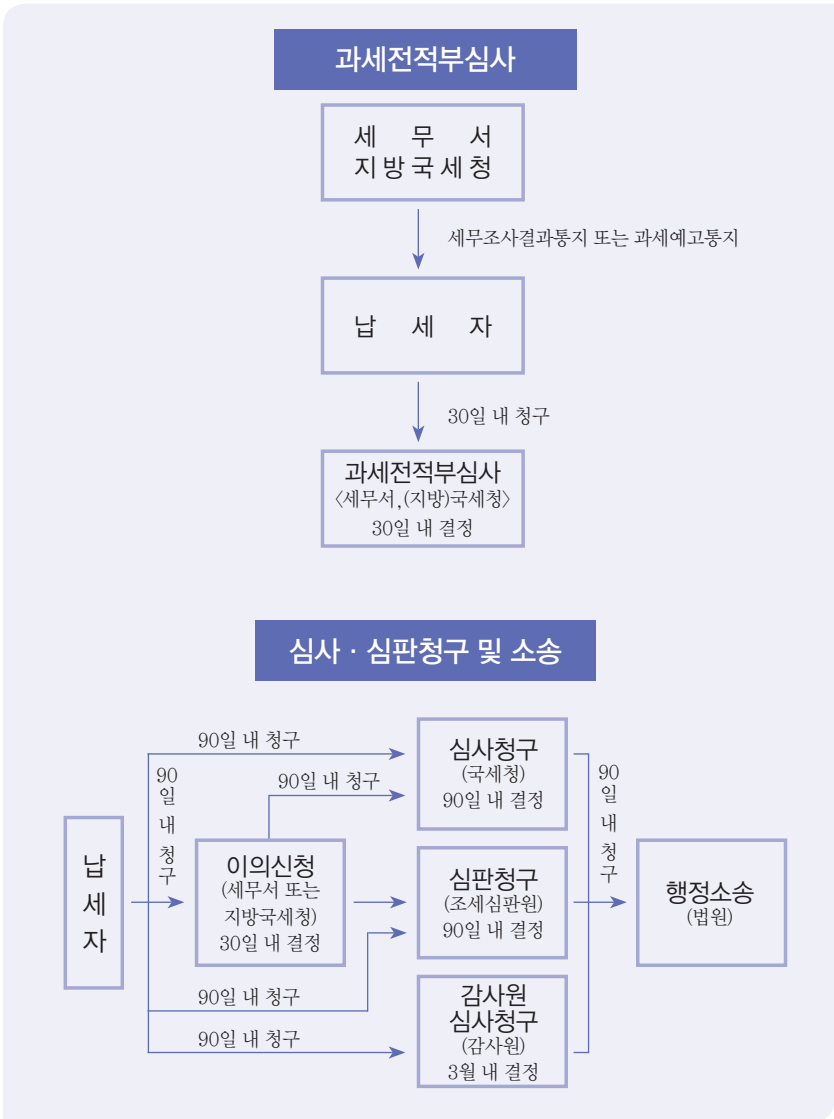 과세전적부심사
세 무 서
지방국세청
세무조사결과통지 또는 과세예고통지
납 세 자
30일 내 청구
과세전적부심사
〈세무서,(지방)국세청〉
30일 내 결정
심사 · 심판청구 및 소송
90일 내 청구
90일 내 청구
90일 내 청구
납세자
이의신청
(세무서 또는
지방국세청)
30일 내 결정
90일 내 청구
90일 내 청구
심사청구
(국세청)
90일 내 결정
심판청구
(조세심판원)
90일 내 결정
감사원
심사청구
(감사원)
3월 내 결정
90일 내 청구
행정소송
(법원)